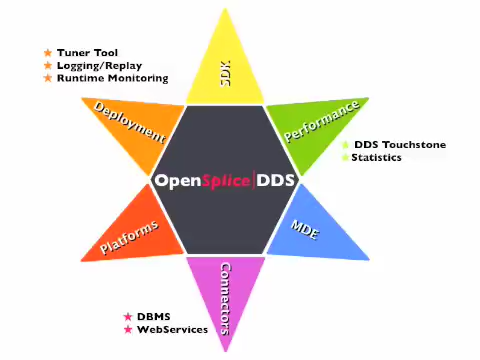 SDK
★ Tuner Tool
★ Logging/Replay
★ Runtime Monitoring
Deployment
Performance
★ DDS Touchstone
★ Statistics
OpenSplice|DDS
Platforms
MDE
Connectors
★ DBMS
★ WebServices